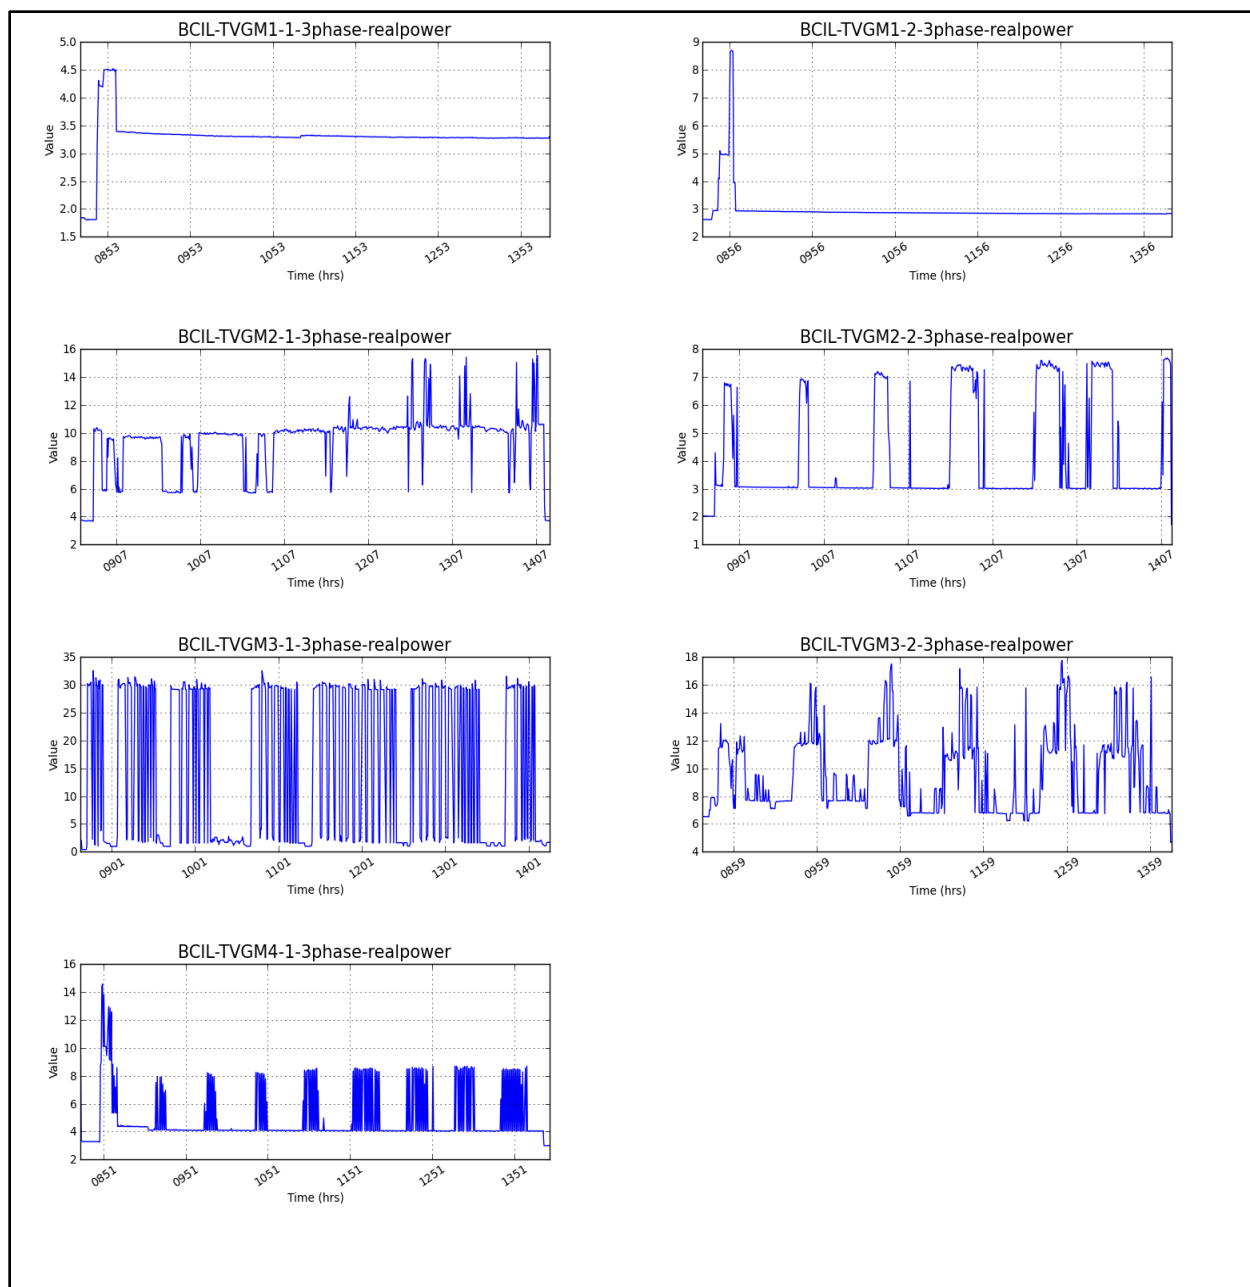 BCIL-TVGM1-1-3phase-realpower
5.0
4.5
4.0
3.5
3.0
2.5
2.0
1.5
Value
0853 0953 1053 1153 1253 1353
Time (hrs)
BCIL-TVGM1-2-3phase-realpower
9
8
7
6
5
4
3
2
Value
0856 0956 1056 1156 1256 1356
Time (hrs)
BCIL-TVGM2-1-3phase-realpower
16
14
12
10
8
6
4
2
Value
0907 1007 1107 1207 1307 1407
Time (hrs)
BCIL-TVGM2-2-3phase-realpower
8
7
6
5
4
3
2
1
Value
0907 1007 1107 1207 1307 1407
Time (hrs)
BCIL-TVGM3-1-3phase-realpower
35
30
25
20
15
10
5
0
Value
0901 1001 1101 1201 1301 1401
Time (hrs)
BCIL-TVGM3-2-3phase-realpower
18
16
14
12
10
8
6
4
Value
0859 0959 1059 1159 1259 1359
Time (hrs)
BCIL-TVGM4-1-3phase-realpower
16
14
12
10
8
6
4
2
Value
0851 0951 1051 1151 1251 1351
Time (hrs)